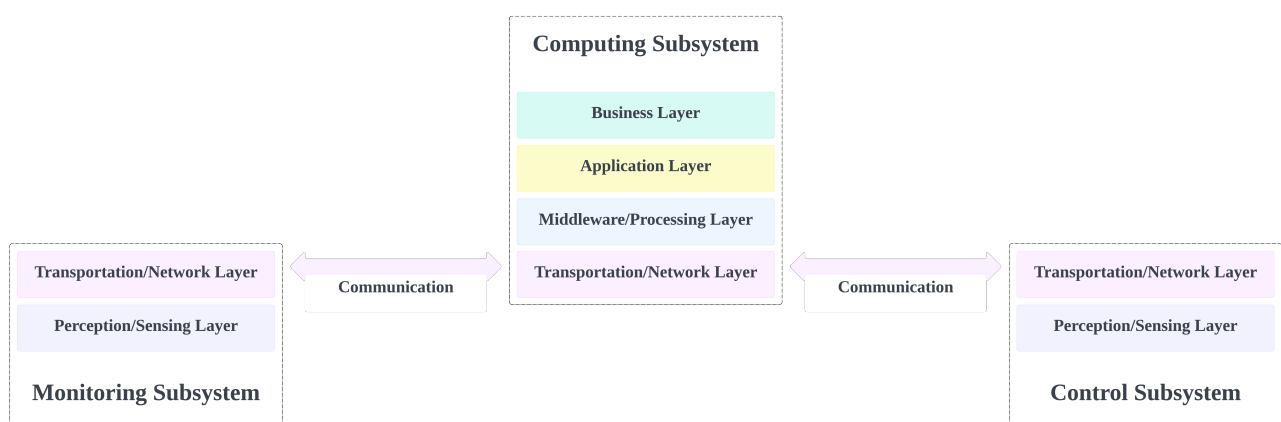 Computing Subsystem
Business Layer
Application Layer
Middleware/Processing Layer
Transportation/Network Layer
Transportation/Network Layer
Perception/Sensing Layer
Monitoring Subsystem
Communication
Communication
Transportation/Network Layer
Perception/Sensing Layer
Control Subsystem